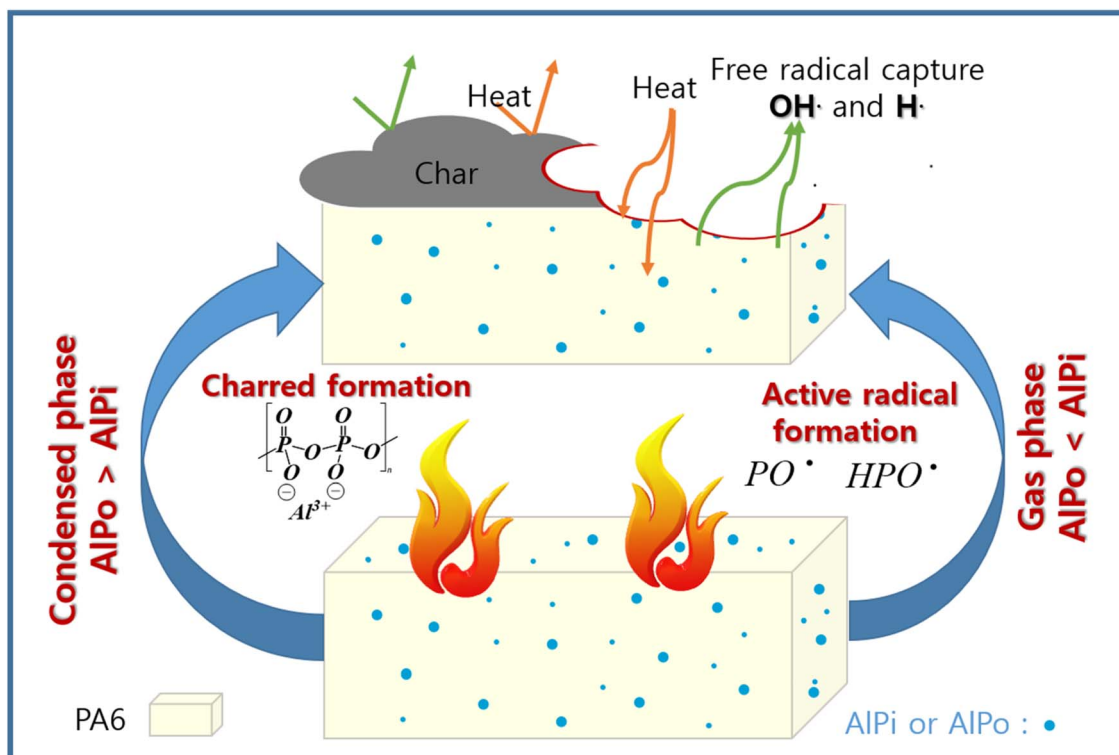 Heat
Heat
Free radical capture
OH· and H·
Char
Condensed phase
AlPo > AlPi
Charred formation
O O
P O P O n
O O
Al³⁺
Active radical
formation
PO• HPO•
Gas phase
AlPo < AlPi
PA6
AlPi or AlPo :